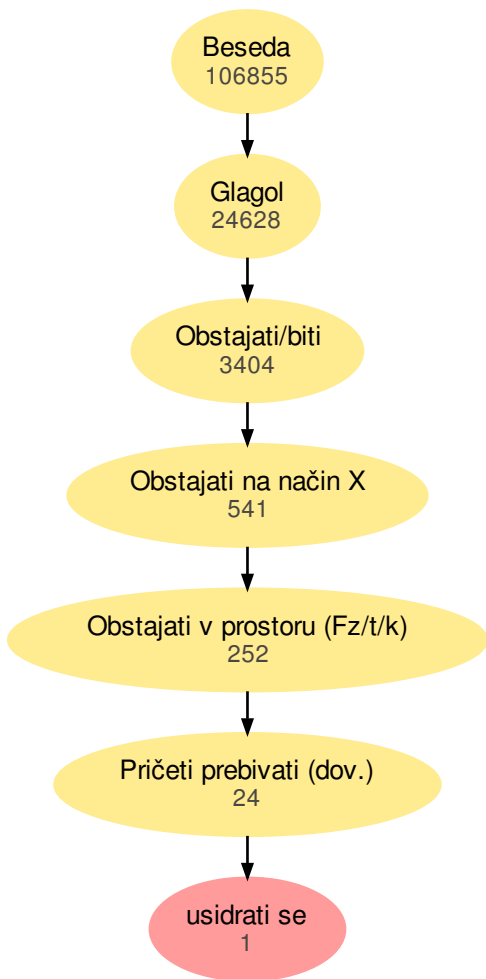 Beseda
106855
Glagol
24628
Obstajati/biti
3404
Obstajati na način X
541
Obstajati v prostoru (Fz/t/k)
252
Pričeti prebivati (dov.)
24
usidrati se
1